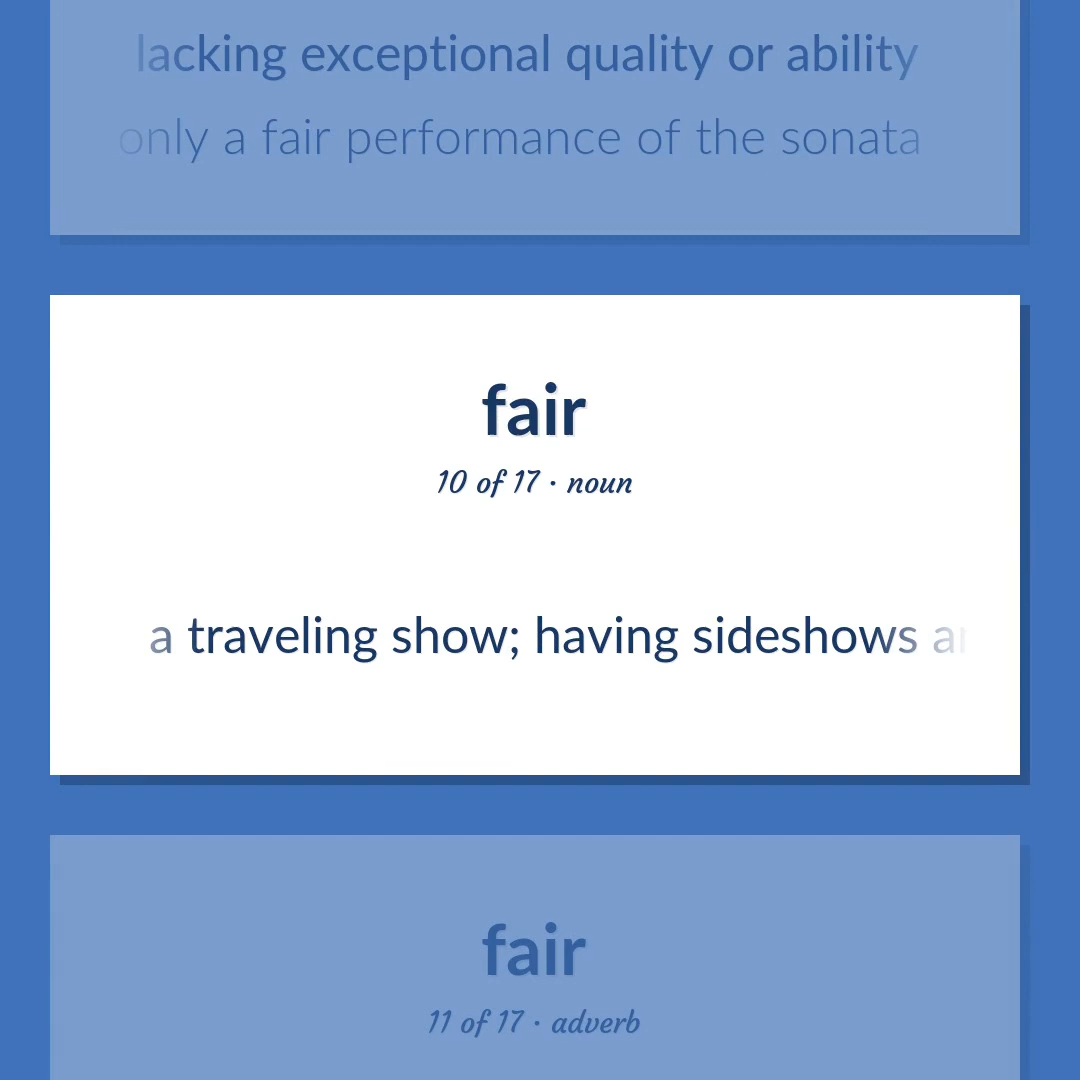 lacking exceptional quality or ability
only a fair performance of the sonata
fair
10 of 17 · noun
a traveling show; having sideshows
fair
11 of 17 · adverb